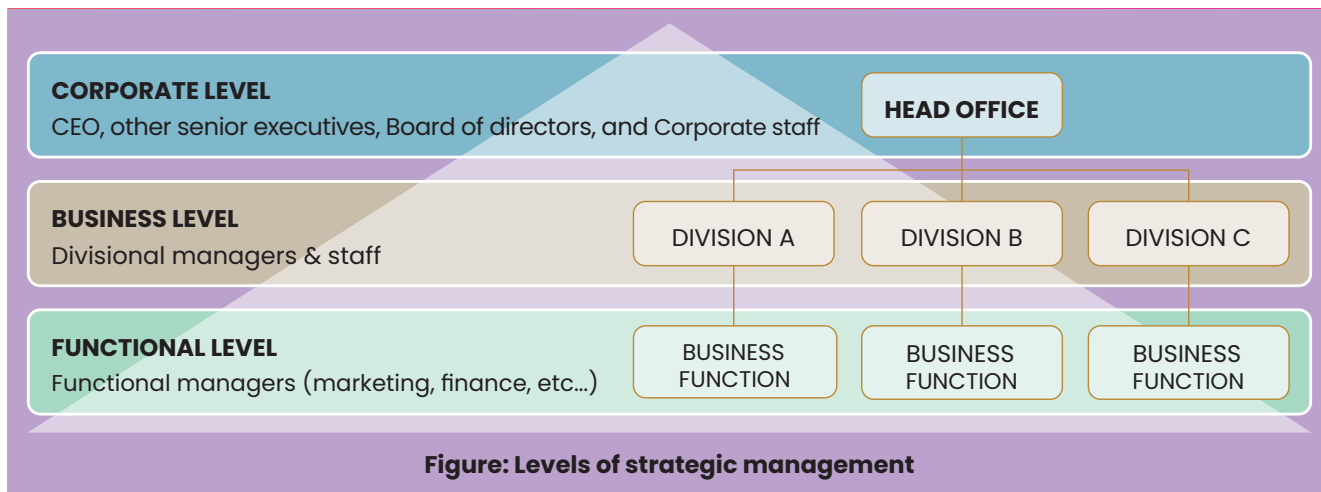 CORPORATE LEVEL
CEO, other senior executives, Board of directors, and Corporate staff
HEAD OFFICE
BUSINESS LEVEL
Divisional managers & staff
DIVISION A
DIVISION B
DIVISION C
FUNCTIONAL LEVEL
Functional managers (marketing, finance, etc...)
BUSINESS
FUNCTION
BUSINESS
FUNCTION
BUSINESS
FUNCTION
Figure: Levels of strategic management